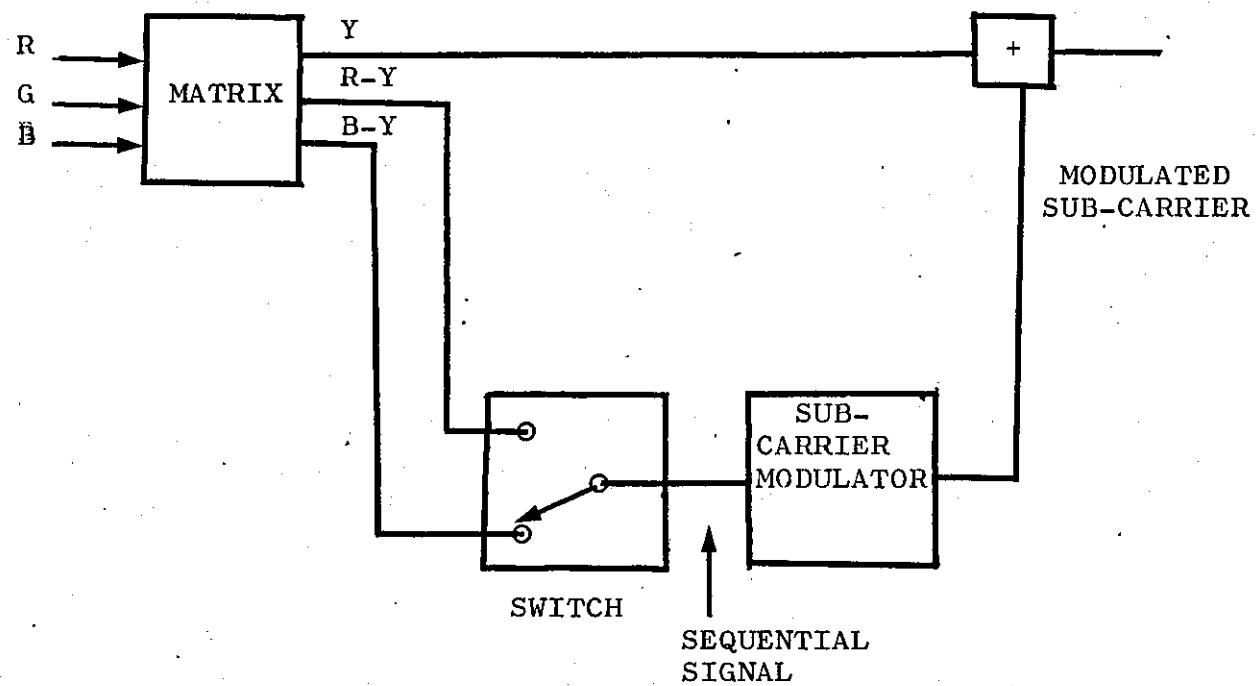 R
G
B
MATRIX
Y
R-Y
B-Y
+
MODULATED
SUB-CARRIER
SUB-
CARRIER
MODULATOR
SWITCH
SEQUENTIAL
SIGNAL